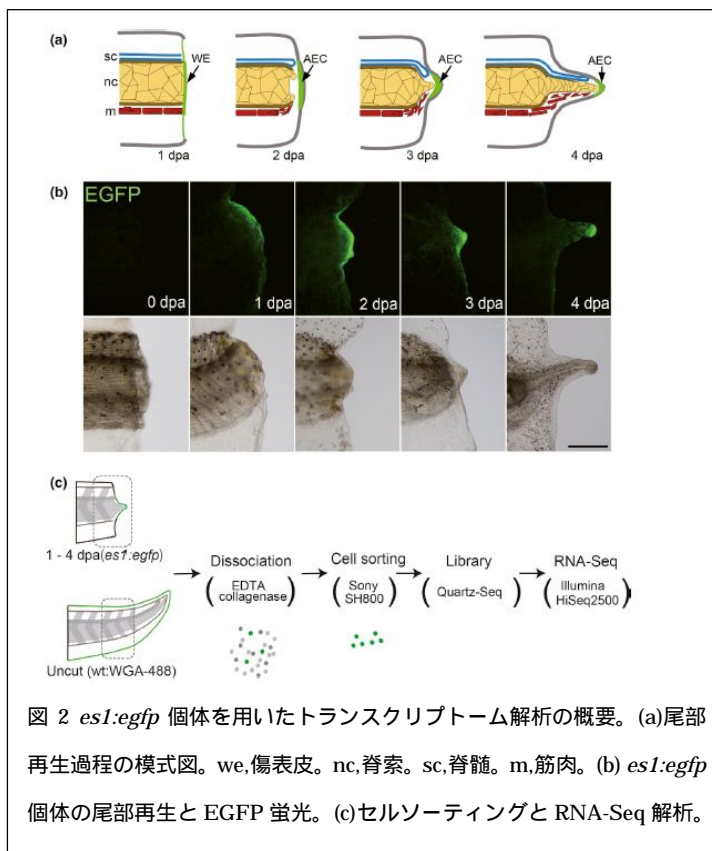 (a)
sc
nc
m
WE
AEC
AEC
AEC
1 dpa
2 dpa
3 dpa
4 dpa
(b)
EGFP
0 dpa
1 dpa
2 dpa
3 dpa
4 dpa
(c)
1 - 4 dpa(es1:egfp)
Uncut (wt:WGA-488)
Dissociation
(EDTA
collagenase)
Cell sorting
(Sony
SH800)
Library
(Quartz-Seq)
RNA-Seq
(Illumina
HiSeq2500)
図 2 es1:egfp 個体を用いたトランスクリプトーム解析の概要。(a)尾部
再生過程の模式図。we,傷表皮。nc,脊索。sc,脊髄。m,筋肉。(b) es1:egfp
個体の尾部再生と EGFP 蛍光。(c)セルソーティングと RNA-Seq 解析。